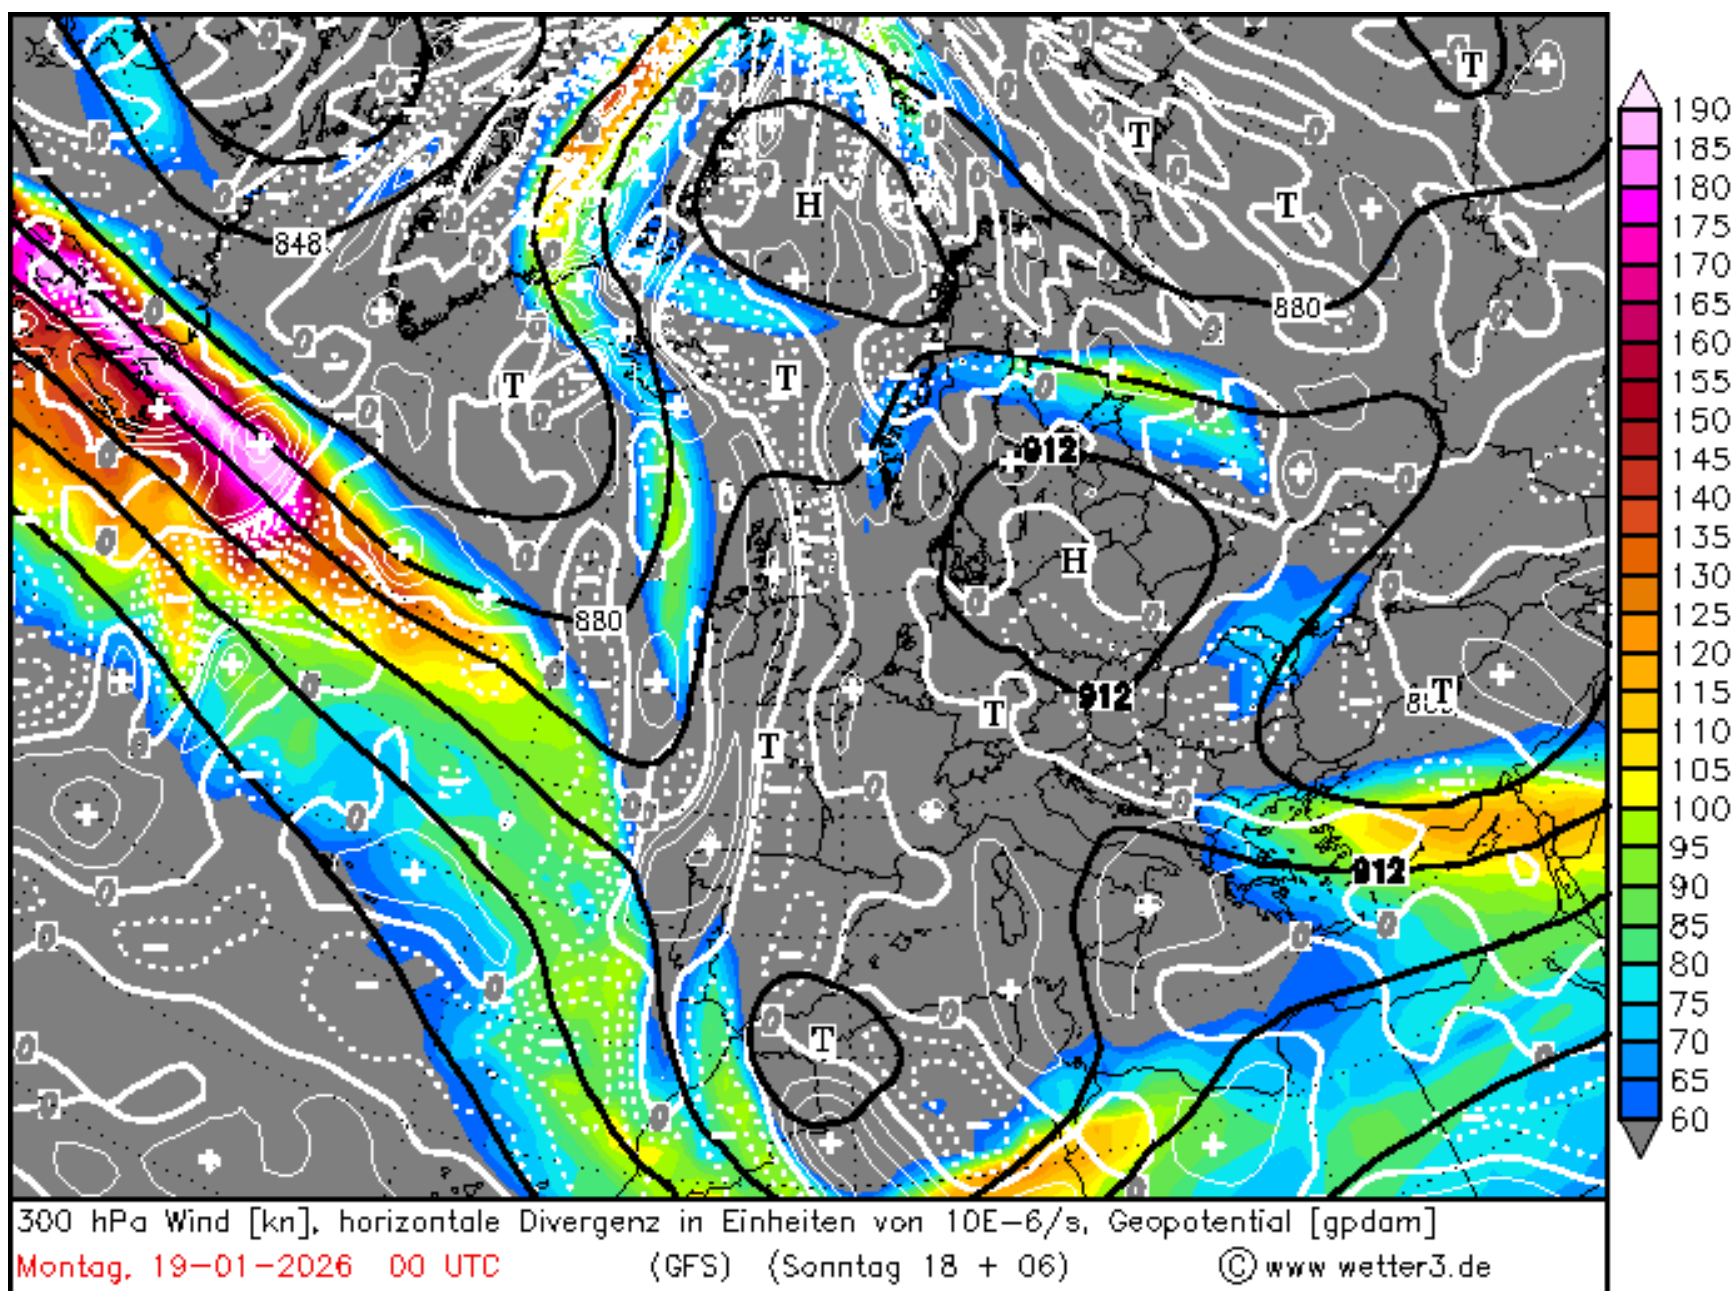 848
H
T
T
T
T
880
T
T
912
H
880
912
T
T
T
912
T
190
185
180
175
170
165
160
155
150
145
140
135
130
125
120
115
110
105
100
95
90
85
80
75
70
65
60
300 hPa Wind [kn], horizontale Divergenz in Einheiten von 10E-6/s, Geopotential [gpdam]
Montag, 19-01-2026 00 UTC (GFS) (Sonntag 18 + 06) © www wetter3.de